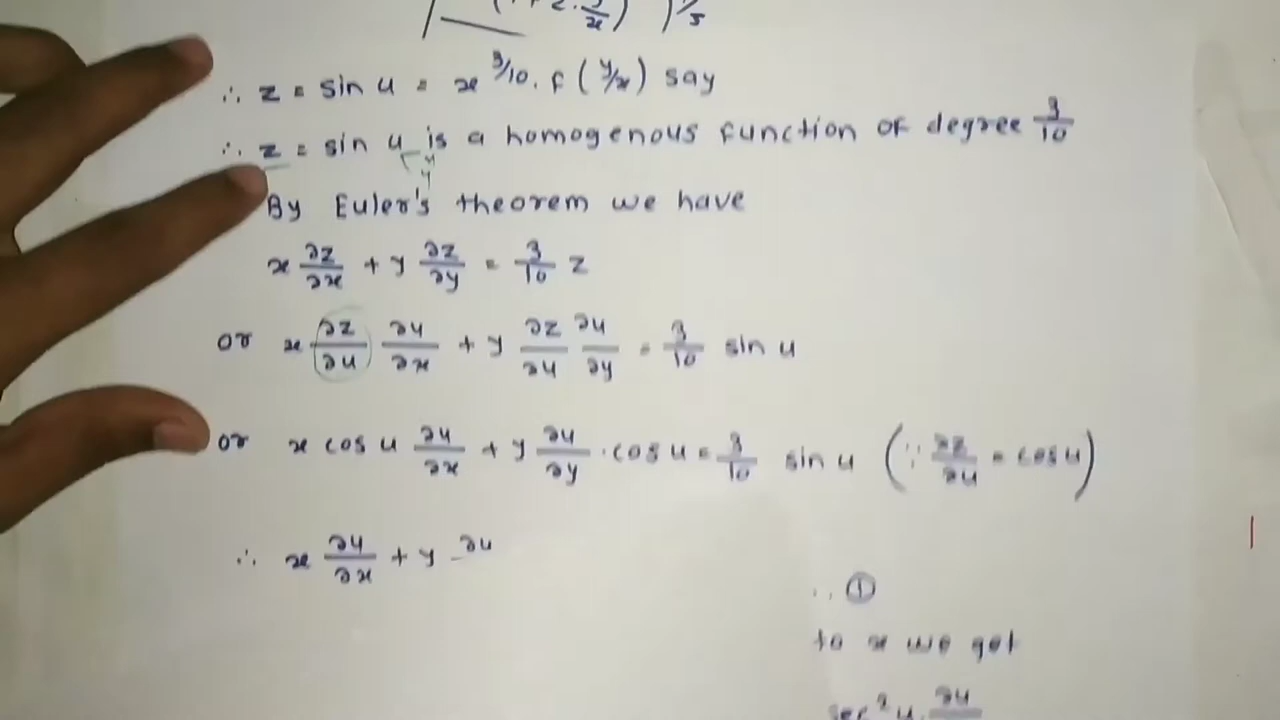 ∴ z = sin u = x^3/10 . f (y/x) say
∴ z = sin u is a homogenous function of degree 3/10
By Euler's theorem we have
x ∂z/∂x + y ∂z/∂y = 3/10 z
or x ∂z/∂u ∂u/∂x + y ∂z/∂u ∂u/∂y = 3/10 sin u
or x cos u ∂u/∂x + y ∂u/∂y . cos u = 3/10 sin u (∵ ∂z/∂u = cos u)
∴ x ∂u/∂x + y ∂u
.. ①
to x we get
sec² u . ∂u